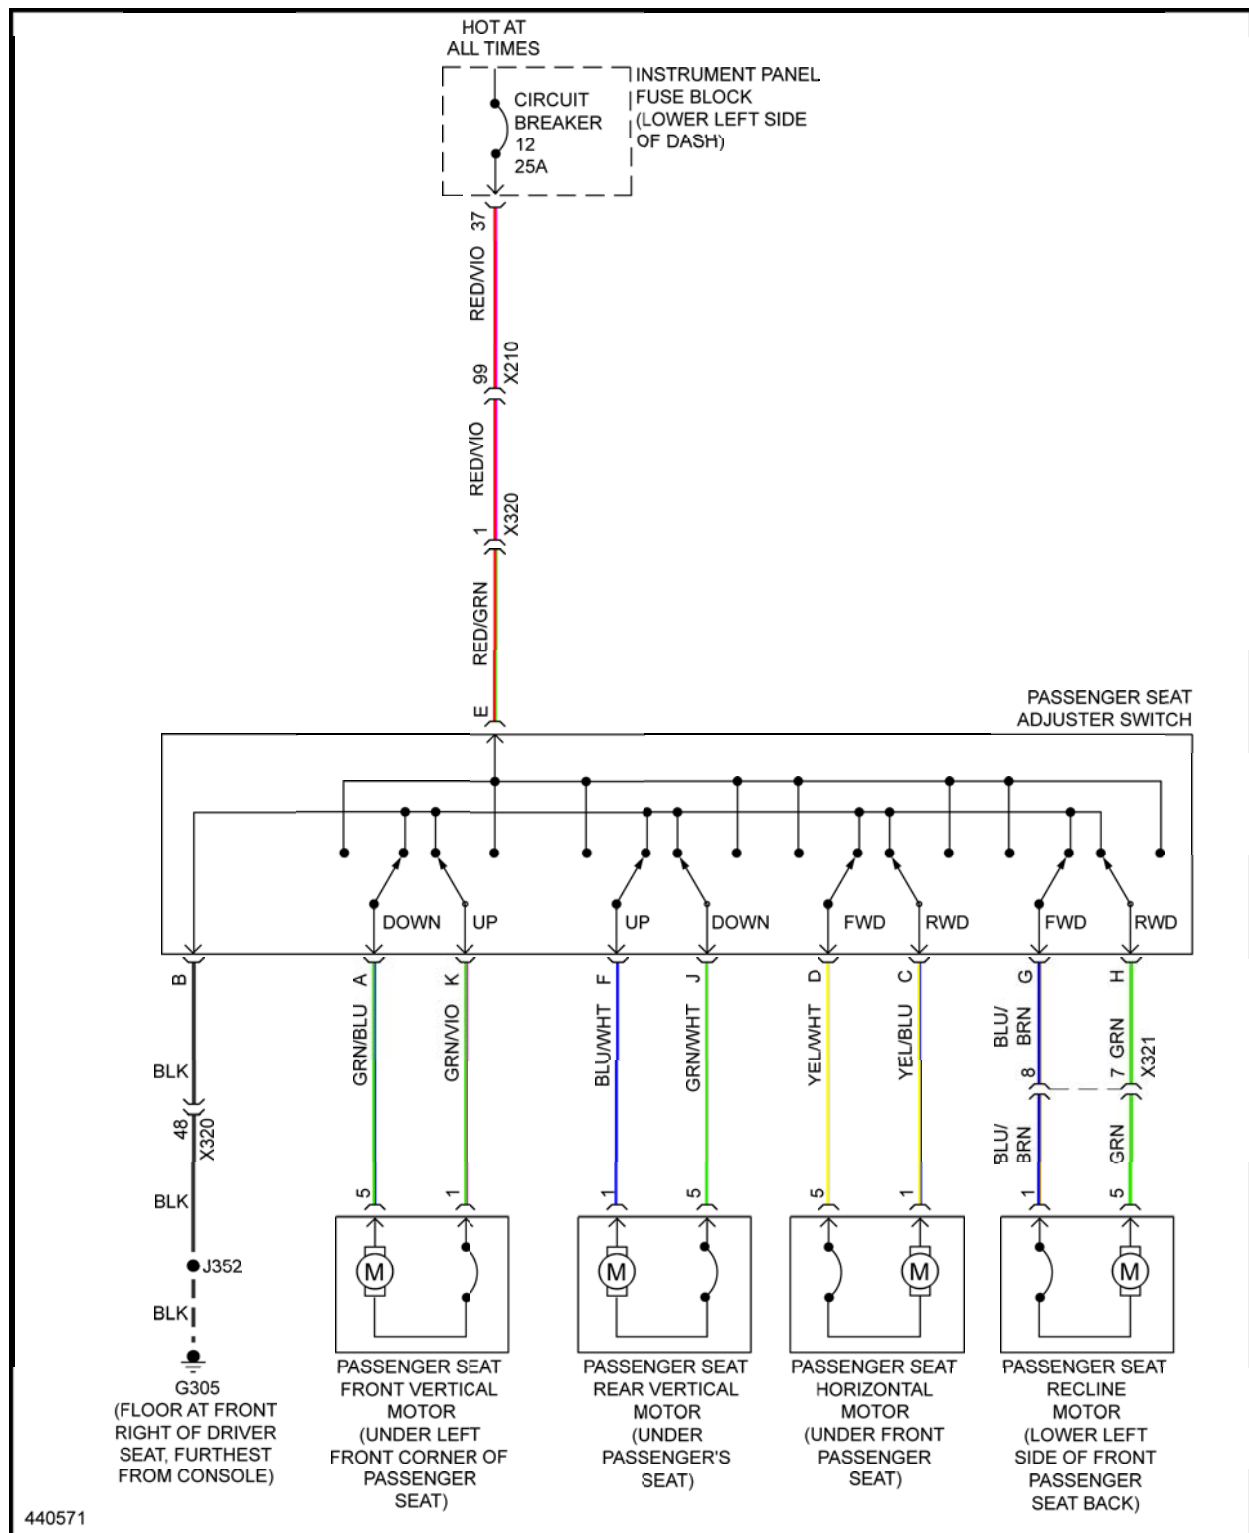 HOT AT
ALL TIMES
INSTRUMENT PANEL
FUSE BLOCK
(LOWER LEFT SIDE
OF DASH)
CIRCUIT
BREAKER
12
25A
37
RED/VIO
99
X210
RED/VIO
1
X320
RED/GRN
E
PASSENGER SEAT
ADJUSTER SWITCH
DOWN
UP
UP
DOWN
FWD
RWD
FWD
RWD
B
A
K
F
J
D
C
G
H
BLK
GRN/BLU
GRN/VIO
BLU/WHT
GRN/WHT
YEL/WHT
YEL/BLU
BLU/
BRN
GRN
8
7
X321
48
X320
BLU/
BRN
GRN
BLK
5
1
1
5
5
1
1
5
J352
BLK
M
M
M
M
G305
(FLOOR AT FRONT
RIGHT OF DRIVER
SEAT, FURTHEST
FROM CONSOLE)
PASSENGER SEAT
FRONT VERTICAL
MOTOR
(UNDER LEFT
FRONT CORNER OF
PASSENGER
SEAT)
PASSENGER SEAT
REAR VERTICAL
MOTOR
(UNDER
PASSENGER'S
SEAT)
PASSENGER SEAT
HORIZONTAL
MOTOR
(UNDER FRONT
PASSENGER
SEAT)
PASSENGER SEAT
RECLINE
MOTOR
(LOWER LEFT
SIDE OF FRONT
PASSENGER
SEAT BACK)
440571